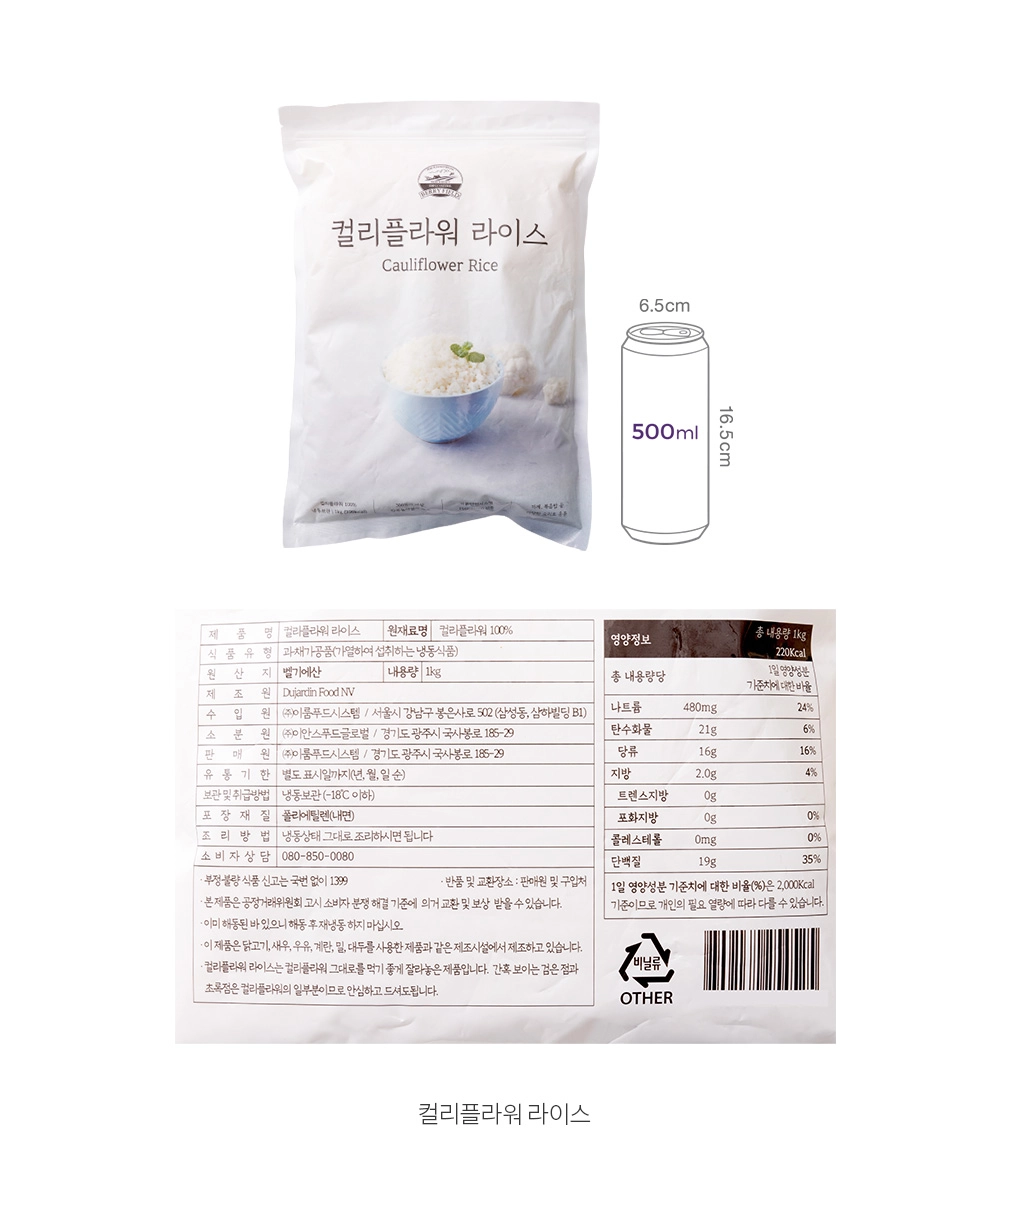 BERRY FIELD
컬리플라워 라이스
Cauliflower Rice
컬리플라워 100%
6.5cm
500ml
16.5cm
제 품 명 컬리플라워 라이스 원재료명 컬리플라워 100%
식 품 유 형 과·채가공품(가열하여 섭취하는 냉동식품)
원 산 지 벨기에산 내용량 1kg
제 조 원 Dujardin Food NV
수 입 원 ㈜이룸푸드시스템 / 서울시 강남구 봉은사로 502 (삼성동, 삼하빌딩 B1)
소 분 원 ㈜이안스푸드글로벌 / 경기도 광주시 국사봉로 185-29
판 매 원 ㈜이룸푸드시스템 / 경기도 광주시 국사봉로 185-29
유 통 기 한 별도 표시일까지(년, 월, 일 순)
보관 및 취급방법 냉동보관 (-18℃ 이하)
포 장 재 질 폴리에틸렌(내면)
조 리 방 법 냉동상태 그대로 조리하시면 됩니다
소 비 자 상 담 080-850-0080
· 부정·불량 식품 신고는 국번 없이 1399 · 반품 및 교환장소 : 판매원 및 구입처
· 본 제품은 공정거래위원회 고시 소비자 분쟁 해결 기준에 의거 교환 및 보상 받을 수 있습니다.
· 이미 해동된 바 있으니 해동 후 재냉동 하지 마십시오.
· 이 제품은 닭고기, 새우, 우유, 계란, 밀, 대두를 사용한 제품과 같은 제조시설에서 제조하고 있습니다.
· 컬리플라워 라이스는 컬리플라워 그대로를 먹기 좋게 잘라놓은 제품입니다. 간혹 보이는 검은 점과
초록점은 컬리플라워의 일부분이므로 안심하고 드셔도됩니다.
영양정보 총 내용량 1kg
220Kcal
총 내용량당 1일 영양성분
기준치에 대한 비율
나트륨 480mg 24%
탄수화물 21g 6%
당류 16g 16%
지방 2.0g 4%
트랜스지방 0g
포화지방 0g 0%
콜레스테롤 0mg 0%
단백질 19g 35%
1일 영양성분 기준치에 대한 비율(%)은 2,000Kcal
기준이므로 개인의 필요 열량에 따라 다를 수 있습니다.
비닐류
OTHER
컬리플라워 라이스